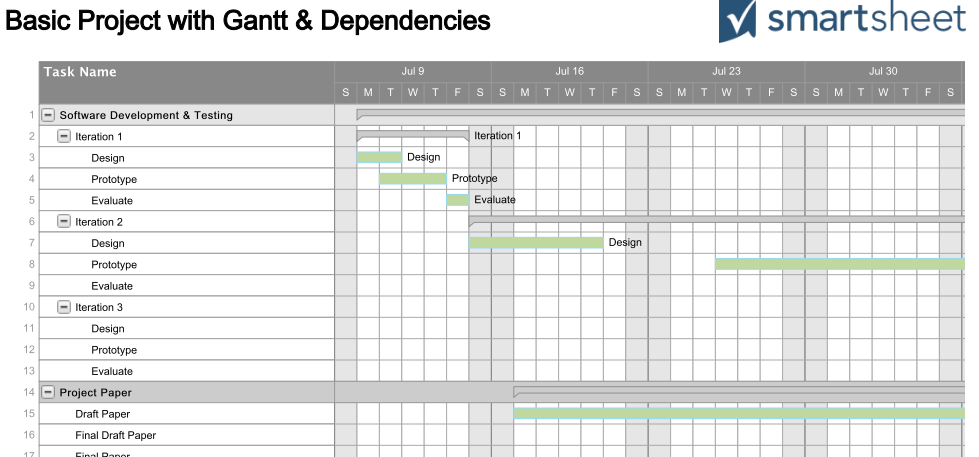 Basic Project with Gantt & Dependencies
smartsheet
Task Name
Jul 9 Jul 16 Jul 23 Jul 30
S M T W T F S S M T W T F S S M T W T F S S M T W T F S
1 Software Development & Testing
2 Iteration 1 Iteration 1
3 Design Design
4 Prototype Prototype
5 Evaluate Evaluate
6 Iteration 2
7 Design Design
8 Prototype
9 Evaluate
10 Iteration 3
11 Design
12 Prototype
13 Evaluate
14 Project Paper
15 Draft Paper
16 Final Draft Paper
17 Final Paper